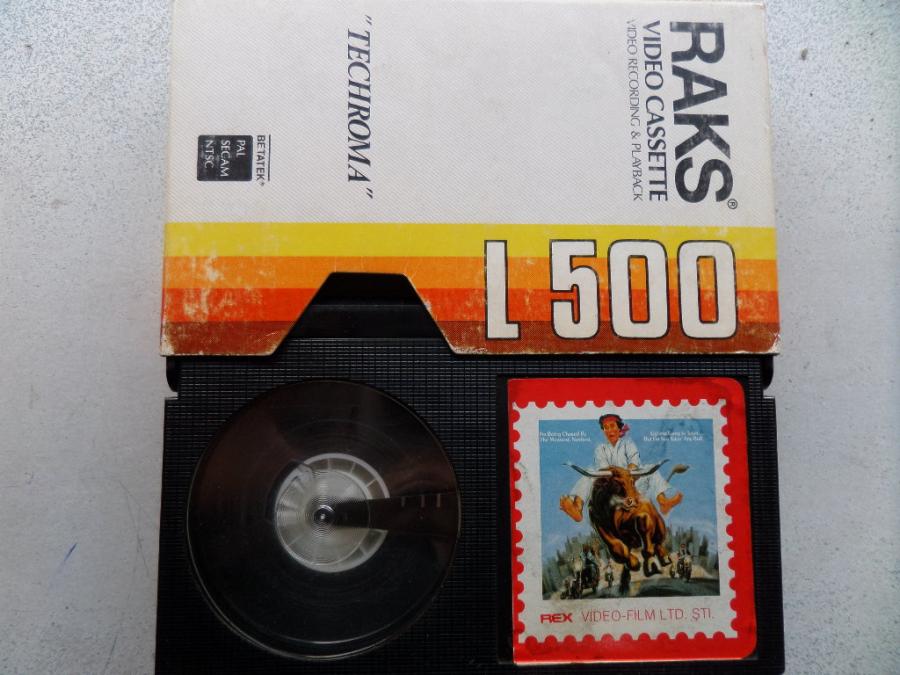 RAKS®
VIDEO CASSETTE
VIDEO RECORDING & PLAYBACK
"TECHROMA"
BETATEK®
PAL
SECAM
NTSC.
L 500
REX VIDEO-FILM LTD. ŞTİ.